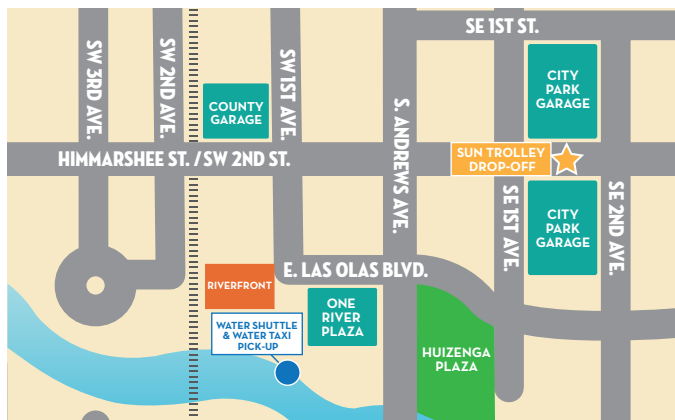 SE 1ST ST.
SW 3RD AVE.
SW 2ND AVE.
SW 1ST AVE.
S. ANDREWS AVE.
COUNTY
GARAGE
CITY
PARK
GARAGE
HIMMARSHEE ST. / SW 2ND ST.
SUN TROLLEY
DROP-OFF
CITY
PARK
GARAGE
SE 1ST AVE.
SE 2ND AVE.
E. LAS OLAS BLVD.
RIVERFRONT
ONE
RIVER
PLAZA
WATER SHUTTLE
& WATER TAXI
PICK-UP
HUIZENGA
PLAZA